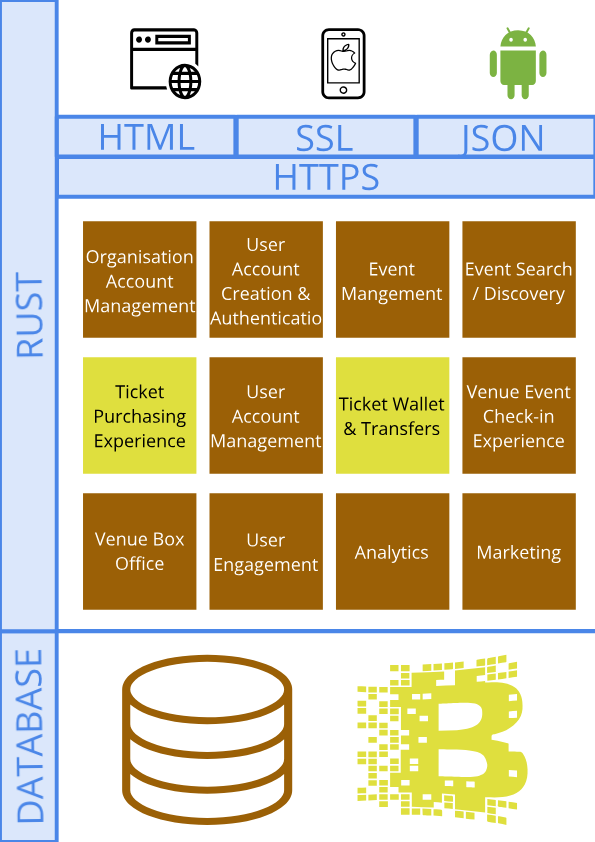 HTML
SSL
JSON
HTTPS
RUST
Organisation
Account
Management
User
Account
Creation &
Authenticatio
Event
Mangement
Event Search
/ Discovery
Ticket
Purchasing
Experience
User
Account
Management
Ticket Wallet
& Transfers
Venue Event
Check-in
Experience
Venue Box
Office
User
Engagement
Analytics
Marketing
DATABASE